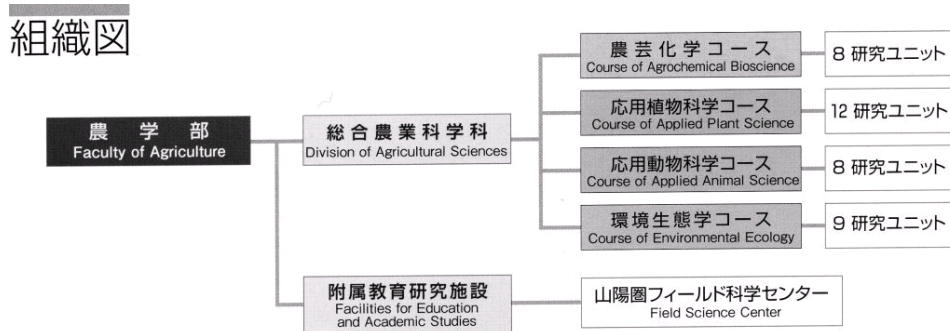 組織図
農学部
Faculty of Agriculture
総合農業科学科
Division of Agricultural Sciences
農芸化学コース
Course of Agrochemical Bioscience
8 研究ユニット
応用植物科学コース
Course of Applied Plant Science
12 研究ユニット
応用動物科学コース
Course of Applied Animal Science
8 研究ユニット
環境生態学コース
Course of Environmental Ecology
9 研究ユニット
附属教育研究施設
Facilities for Education
and Academic Studies
山陽圏フィールド科学センター
Field Science Center